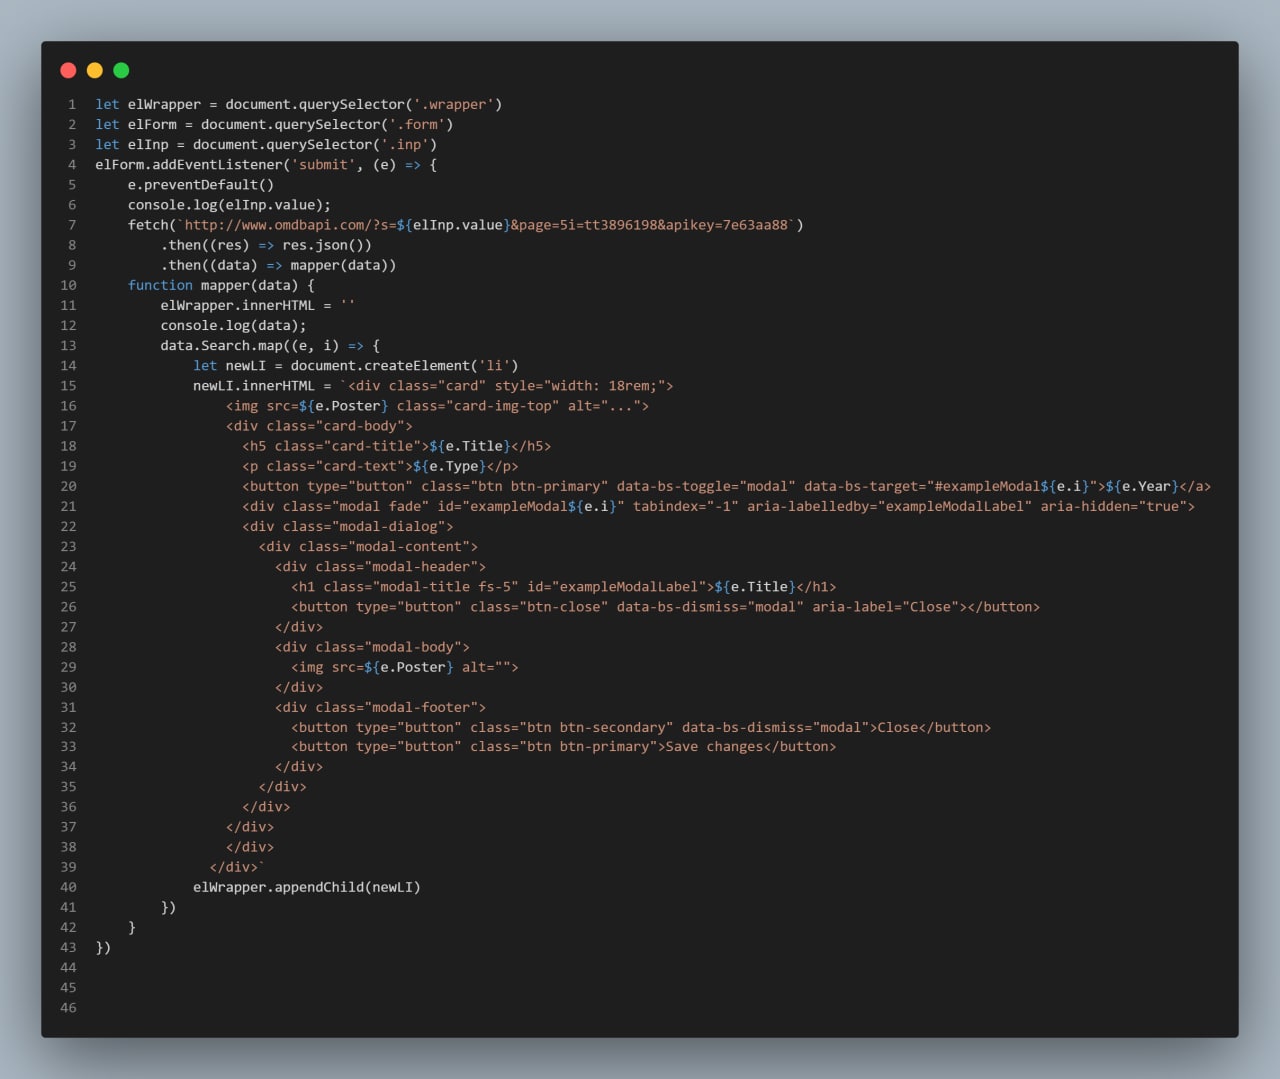 1 let elWrapper = document.querySelector('.wrapper')
2 let elForm = document.querySelector('.form')
3 let elInp = document.querySelector('.inp')
4 elForm.addEventListener('submit', (e) => {
5     e.preventDefault()
6     console.log(elInp.value);
7     fetch(`http://www.omdbapi.com/?s=${elInp.value}&page=5i=tt3896198&apikey=7e63aa88`)
8         .then((res) => res.json())
9         .then((data) => mapper(data))
10     function mapper(data) {
11         elWrapper.innerHTML = ''
12         console.log(data);
13         data.Search.map((e, i) => {
14             let newLI = document.createElement('li')
15             newLI.innerHTML = `<div class="card" style="width: 18rem;">
16                 <img src=${e.Poster} class="card-img-top" alt="...">
17                 <div class="card-body">
18                   <h5 class="card-title">${e.Title}</h5>
19                   <p class="card-text">${e.Type}</p>
20                   <button type="button" class="btn btn-primary" data-bs-toggle="modal" data-bs-target="#exampleModal${e.i}">${e.Year}</a>
21                   <div class="modal fade" id="exampleModal${e.i}" tabindex="-1" aria-labelledby="exampleModalLabel" aria-hidden="true">
22                   <div class="modal-dialog">
23                     <div class="modal-content">
24                       <div class="modal-header">
25                         <h1 class="modal-title fs-5" id="exampleModalLabel">${e.Title}</h1>
26                         <button type="button" class="btn-close" data-bs-dismiss="modal" aria-label="Close"></button>
27                       </div>
28                       <div class="modal-body">
29                         <img src=${e.Poster} alt="">
30                       </div>
31                       <div class="modal-footer">
32                         <button type="button" class="btn btn-secondary" data-bs-dismiss="modal">Close</button>
33                         <button type="button" class="btn btn-primary">Save changes</button>
34                       </div>
35                     </div>
36                   </div>
37                 </div>
38                 </div>
39               </div>`
40             elWrapper.appendChild(newLI)
41         })
42     }
43 })
44
45
46